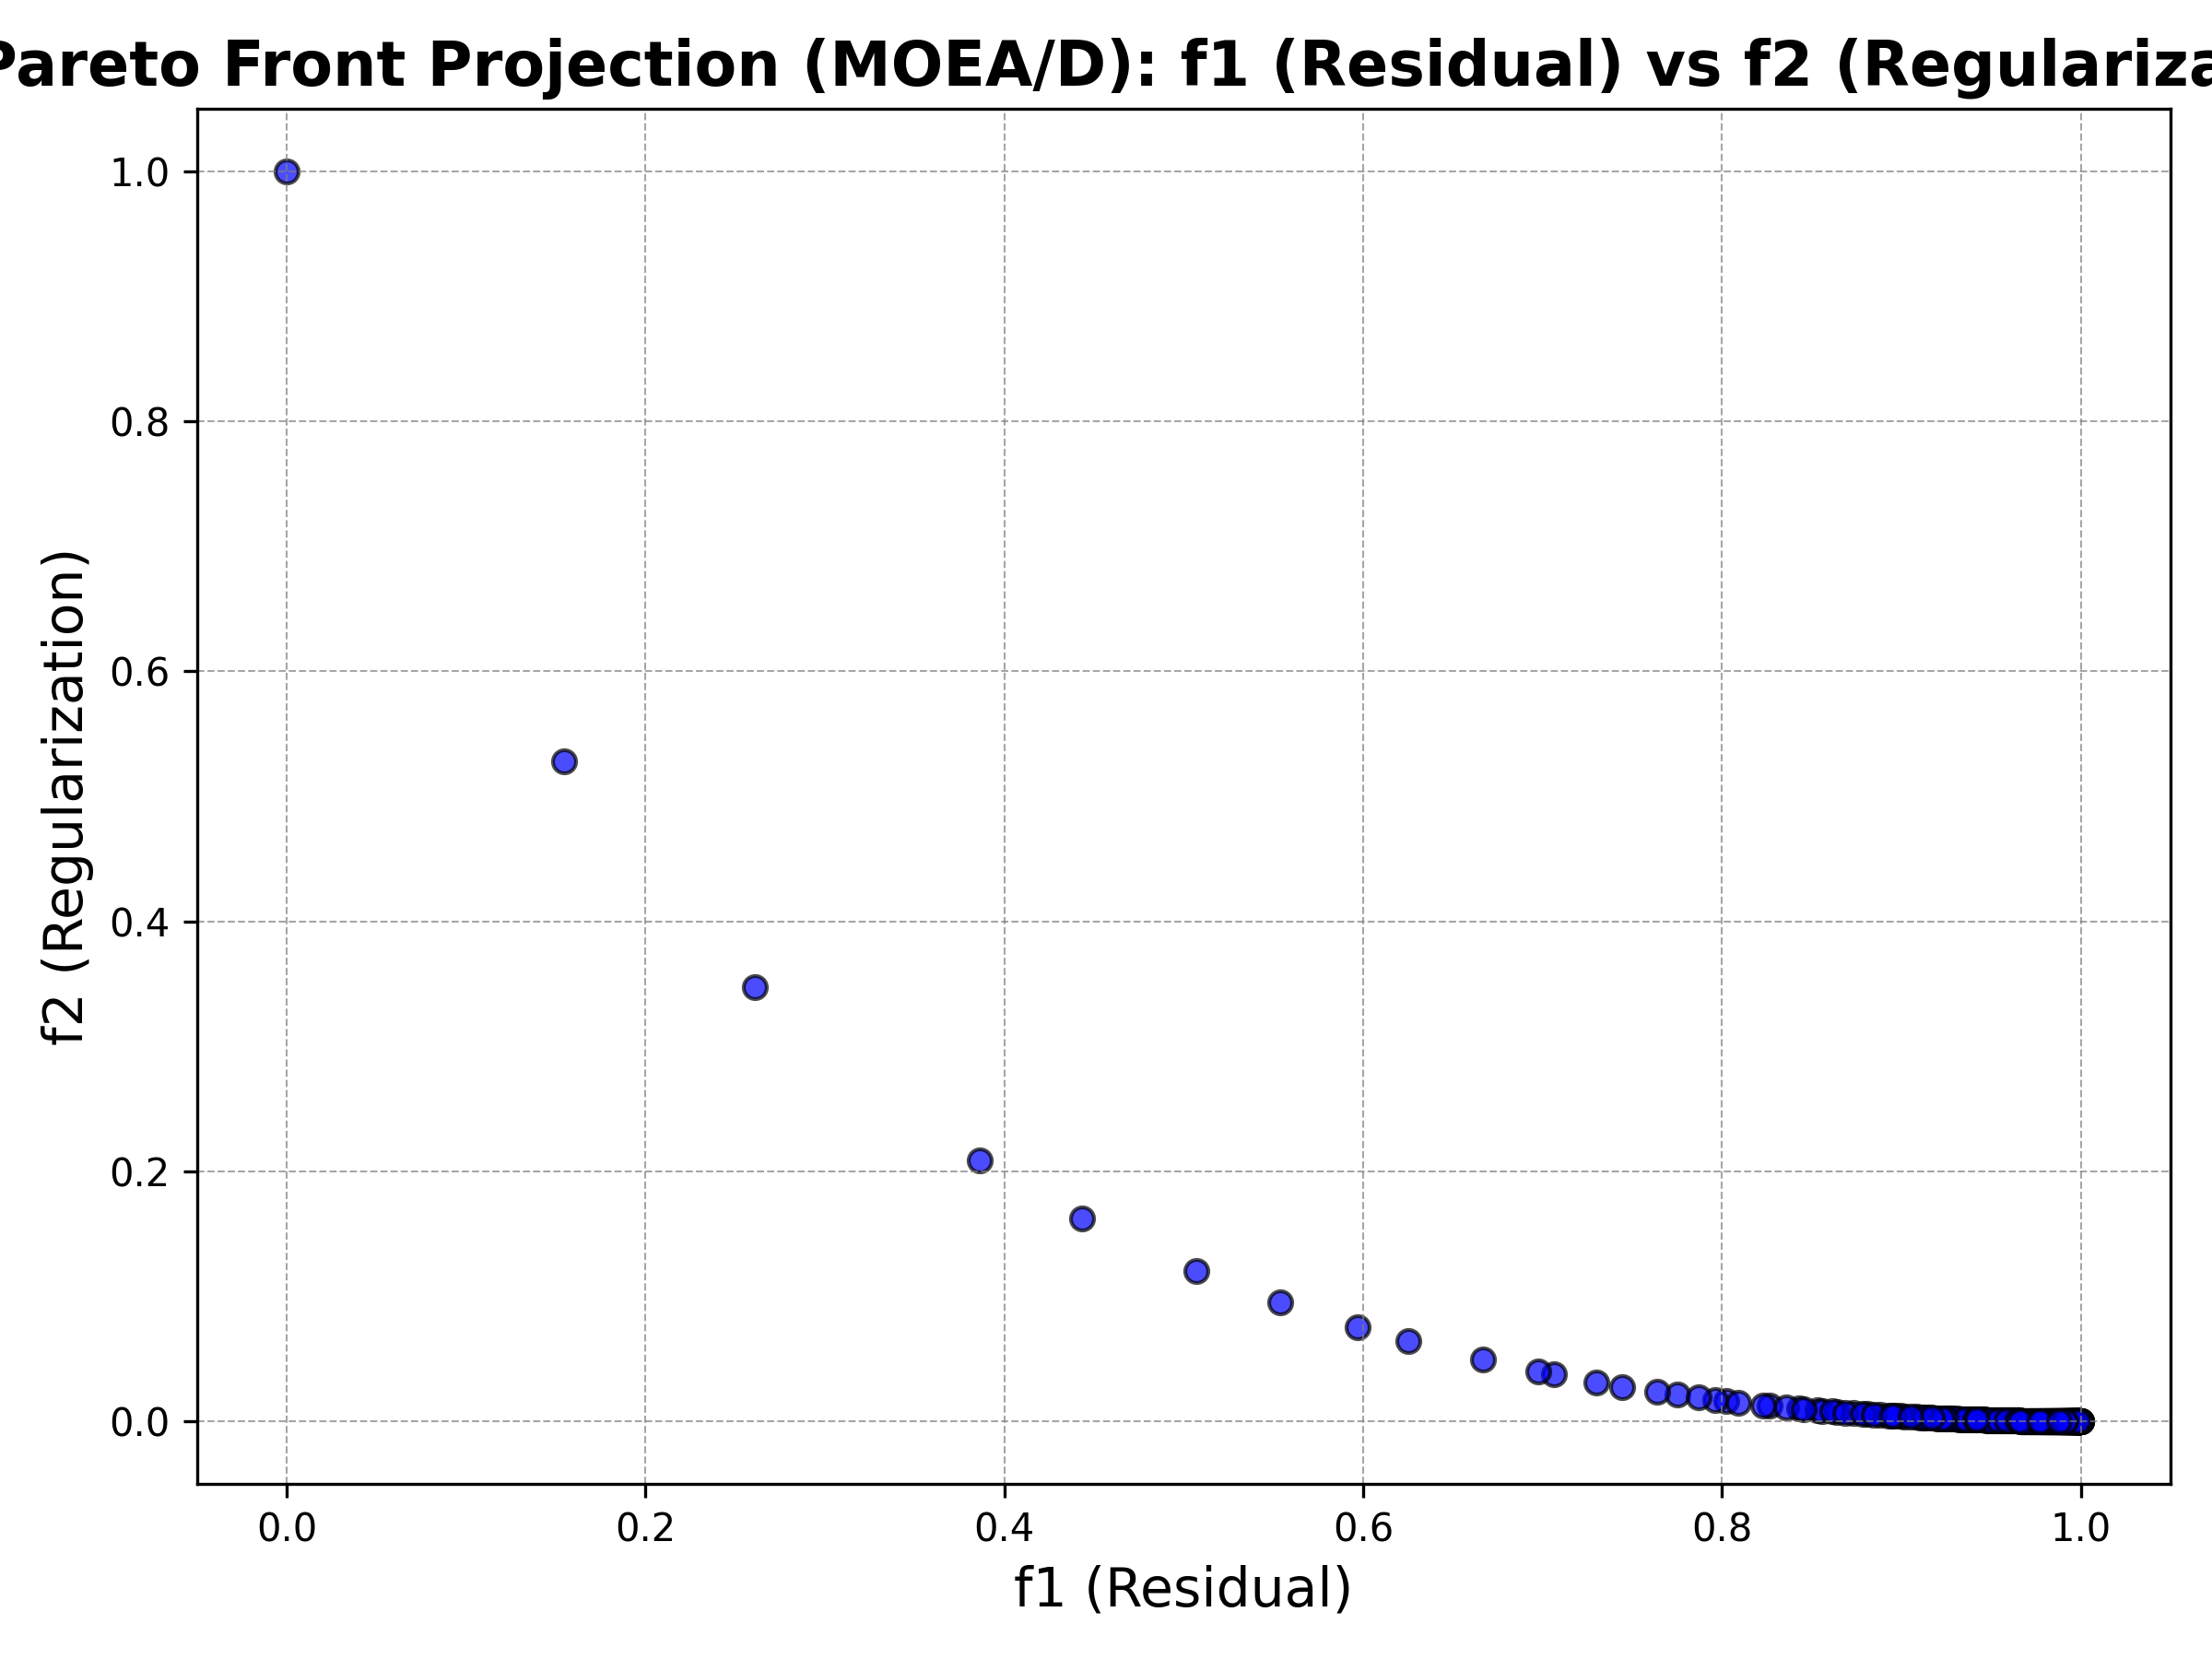 Pareto Front Projection (MOEA/D): f1 (Residual) vs f2 (Regulariza
1.0
0.8
0.6
0.4
0.2
0.0
f2 (Regularization)
0.0 0.2 0.4 0.6 0.8 1.0
f1 (Residual)